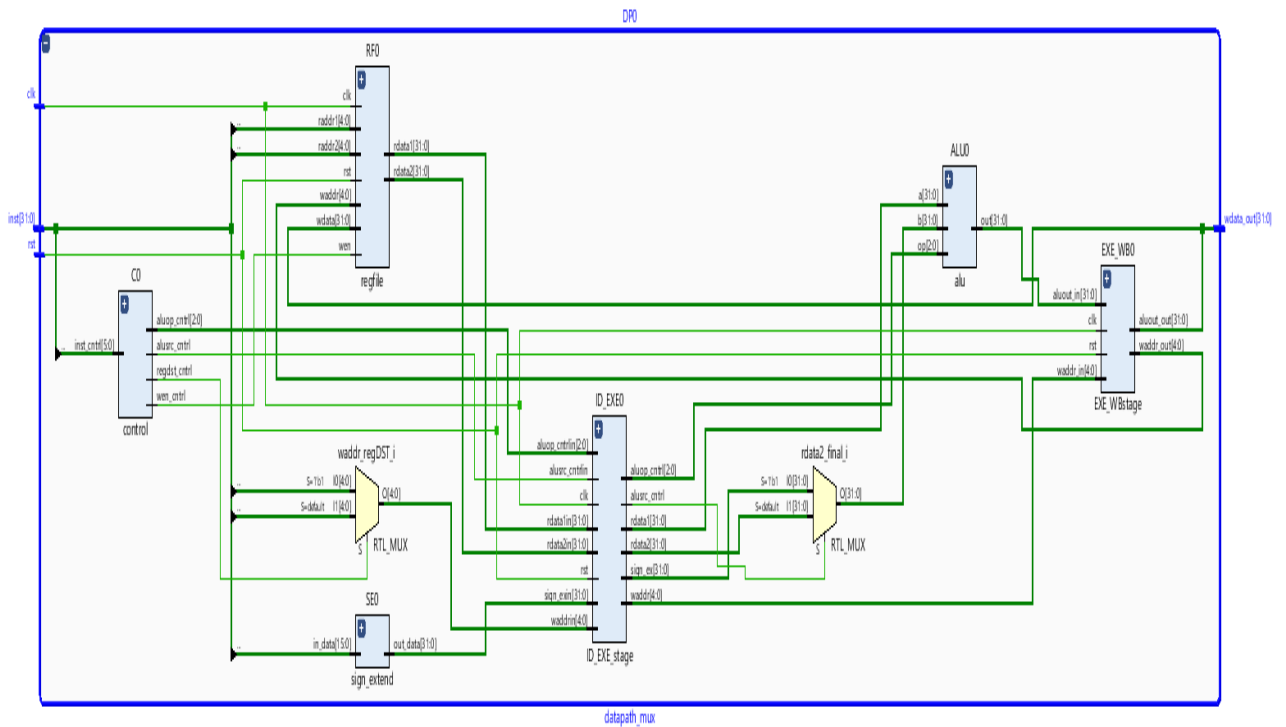 DP0
RF0
clk
clk
raddr1[4:0]
raddr2[4:0]
rst
waddr[4:0]
wdata[31:0]
wen
rdata1[31:0]
rdata2[31:0]
regfile
inst[31:0]
rst
C0
inst_cntrl[5:0]
aluop_cntrl[2:0]
alusrc_cntrl
regdst_cntrl
wen_cntrl
control
ALU0
a[31:0]
b[31:0]
op[2:0]
out[31:0]
alu
wdata_out[31:0]
EXE_WB0
aluout_in[31:0]
clk
rst
waddr_in[4:0]
aluout_out[31:0]
waddr_out[4:0]
EXE_WBstage
waddr_regDST_i
S=1'b1 I0[4:0]
S=default I1[4:0]
O[4:0]
S
RTL_MUX
SE0
in_data[15:0]
out_data[31:0]
sign_extend
ID_EXE0
aluop_cntrlin[2:0]
alusrc_cntrlin
clk
rdata1in[31:0]
rdata2in[31:0]
rst
sign_exin[31:0]
waddrin[4:0]
aluop_cntrl[2:0]
alusrc_cntrl
rdata1[31:0]
rdata2[31:0]
sign_ex[31:0]
waddr[4:0]
ID_EXE_stage
rdata2_final_i
S=1'b1 I0[31:0]
S=default I1[31:0]
O[31:0]
S
RTL_MUX
datapath_mux